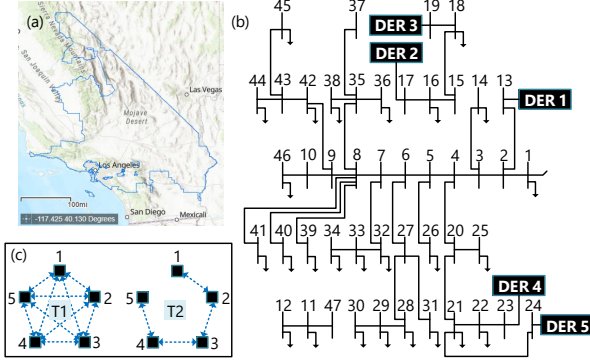 (a)
Sierra Nevada Mountains
San Joaquin Valley
Las Vegas
Mojave
Desert
Los Angeles
100mi
San Diego
Mexicali
-117.425 40.130 Degrees
(b)
45 37 19 18
DER 3
DER 2
44 43 42 38 35 36 17 16 15 14 13
DER 1
46 10 9 8 7 6 5 4 3 2 1
41 40 39 34 33 32 27 26 20 25
DER 4
12 11 47 30 29 28 31 21 22 23 24
DER 5
(c)
1 1
5 T1 2 5 T2 2
4 3 4 3